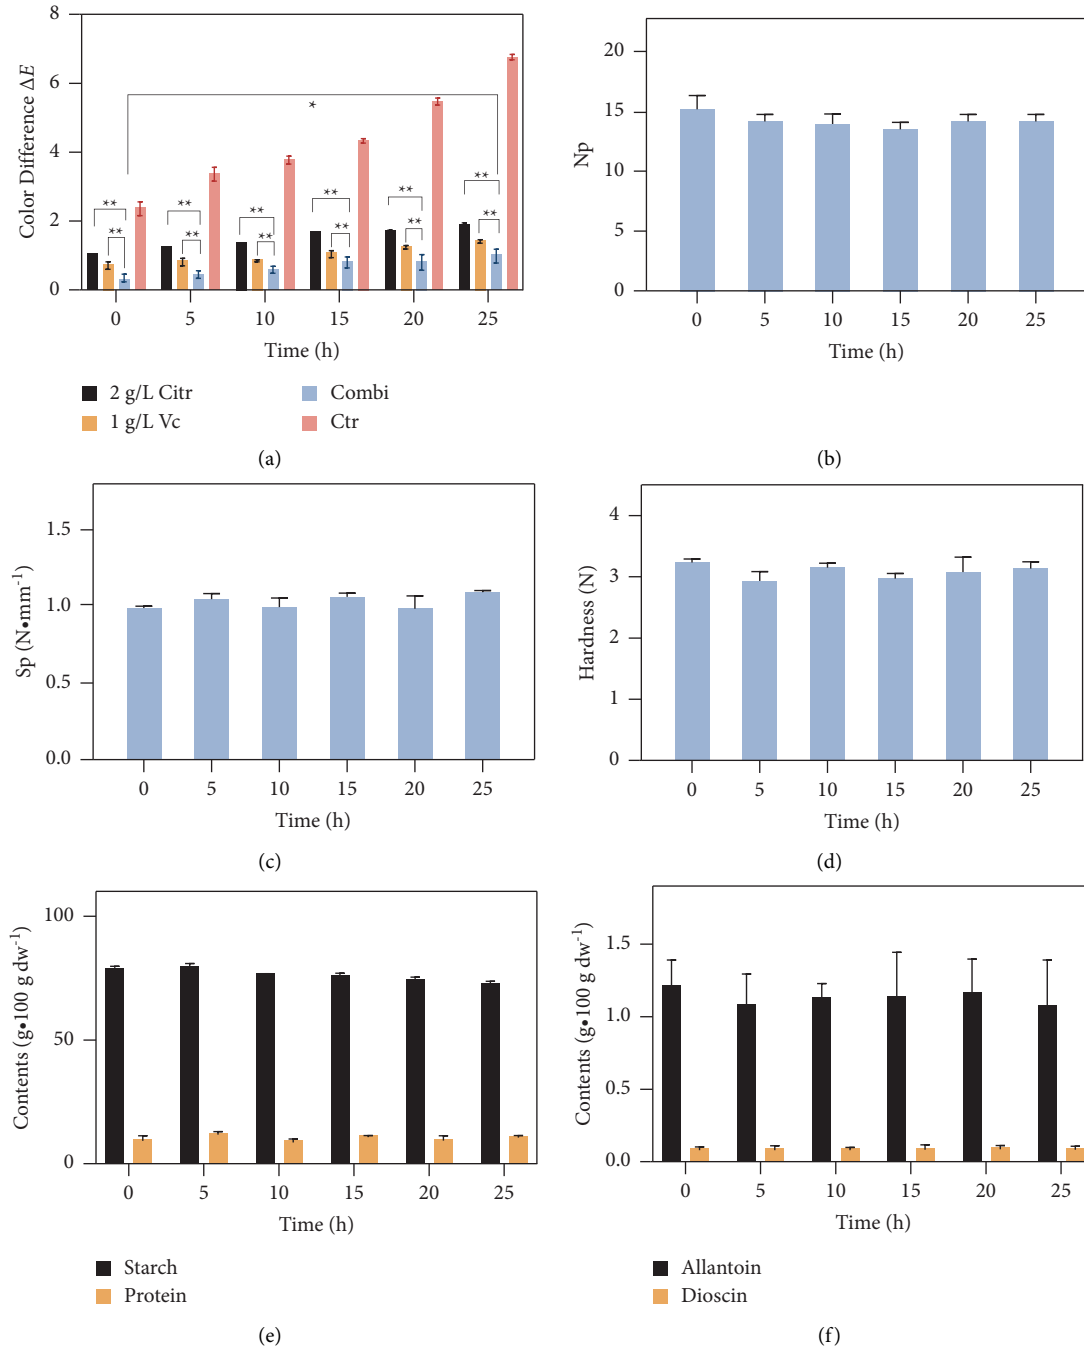 8
6
4
2
0
Color Difference ΔE
*
**
**
**
**
**
**
**
**
**
**
**
**
0 5 10 15 20 25
Time (h)
2 g/L Citr
Combi
1 g/L Vc
Ctr
(a)
20
15
10
5
0
Np
0 5 10 15 20 25
Time (h)
(b)
1.5
1.0
0.5
0.0
Sp (N•mm-1)
0 5 10 15 20 25
Time (h)
(c)
4
3
2
1
0
Hardness (N)
0 5 10 15 20 25
Time (h)
(d)
100
50
0
Contents (g•100 g dw-1)
0 5 10 15 20 25
Time (h)
Starch
Protein
(e)
1.5
1.0
0.5
0.0
Contents (g•100 g dw-1)
0 5 10 15 20 25
Time (h)
Allantoin
Dioscin
(f)